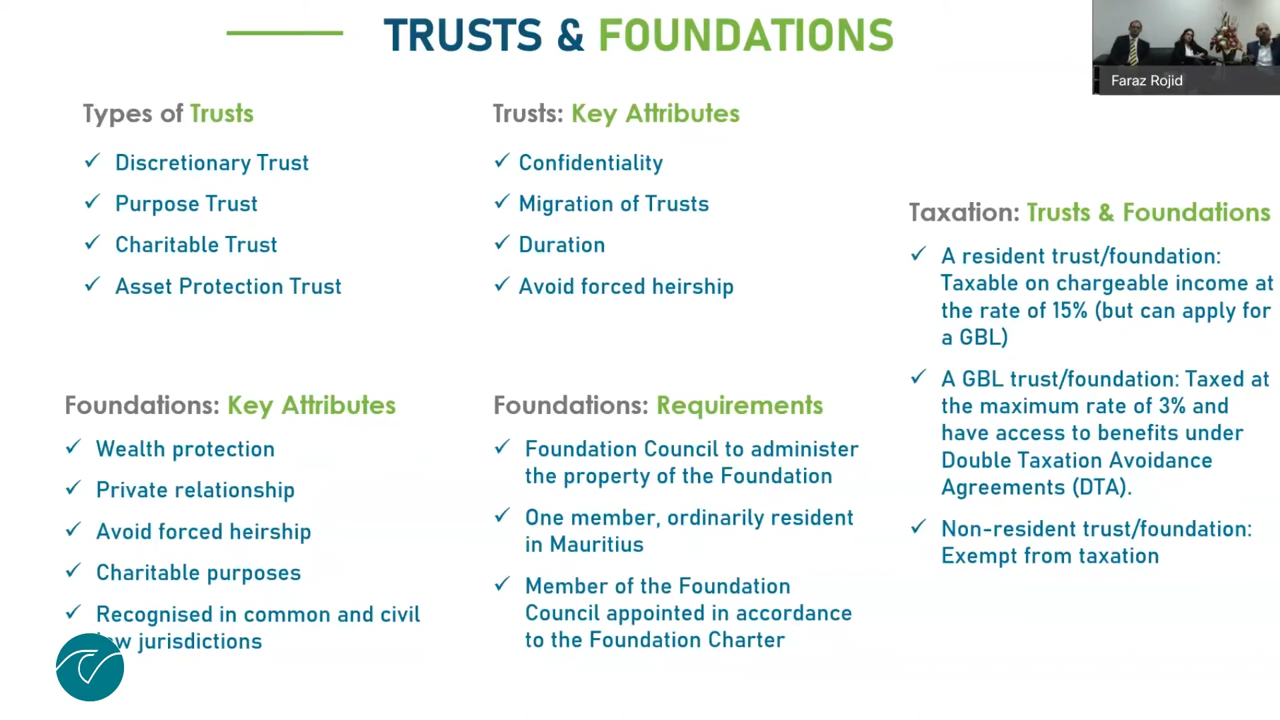 TRUSTS & FOUNDATIONS
Faraz Rojid
Types of Trusts
✓ Discretionary Trust
✓ Purpose Trust
✓ Charitable Trust
✓ Asset Protection Trust
Trusts: Key Attributes
✓ Confidentiality
✓ Migration of Trusts
✓ Duration
✓ Avoid forced heirship
Foundations: Key Attributes
✓ Wealth protection
✓ Private relationship
✓ Avoid forced heirship
✓ Charitable purposes
✓ Recognised in common and civil
jurisdictions
Foundations: Requirements
✓ Foundation Council to administer
the property of the Foundation
✓ One member, ordinarily resident
in Mauritius
✓ Member of the Foundation
Council appointed in accordance
to the Foundation Charter
Taxation: Trusts & Foundations
✓ A resident trust/foundation:
Taxable on chargeable income at
the rate of 15% (but can apply for
a GBL)
✓ A GBL trust/foundation: Taxed at
the maximum rate of 3% and
have access to benefits under
Double Taxation Avoidance
Agreements (DTA).
✓ Non-resident trust/foundation:
Exempt from taxation